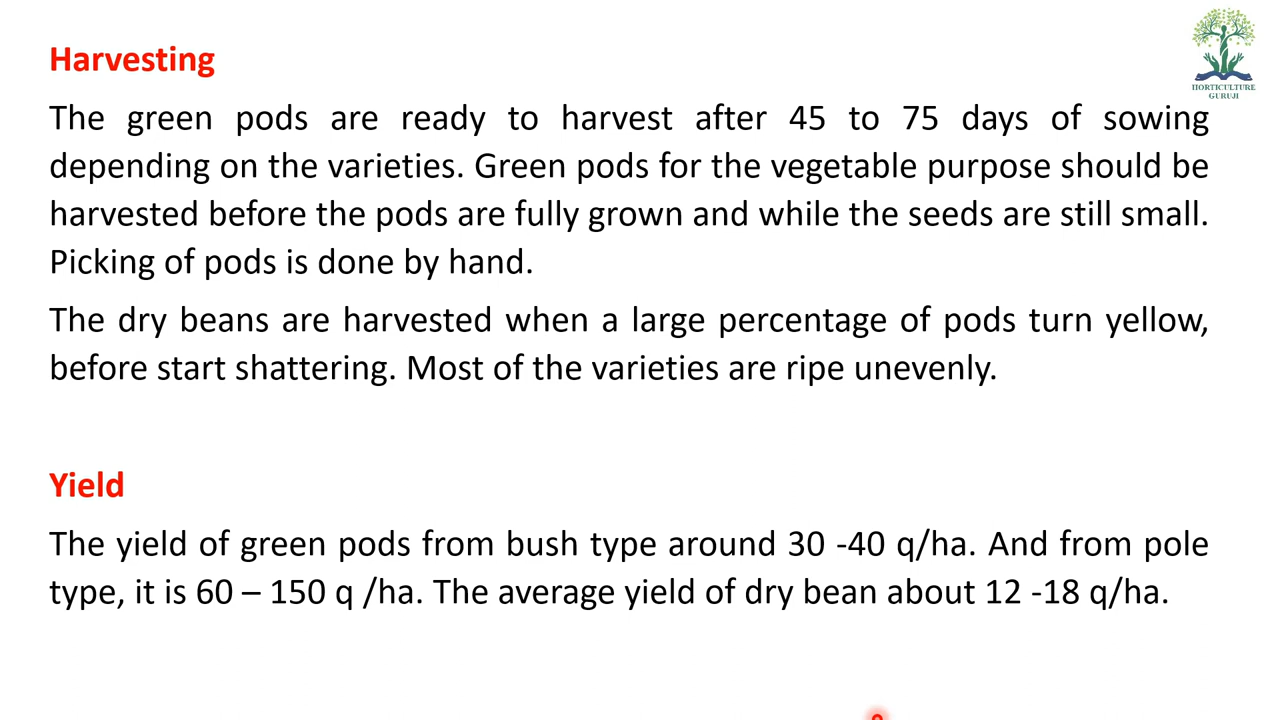 Harvesting
HORTICULTURE
GURUJI
The green pods are ready to harvest after 45 to 75 days of sowing
depending on the varieties. Green pods for the vegetable purpose should be
harvested before the pods are fully grown and while the seeds are still small.
Picking of pods is done by hand.
The dry beans are harvested when a large percentage of pods turn yellow,
before start shattering. Most of the varieties are ripe unevenly.
Yield
The yield of green pods from bush type around 30 -40 q/ha. And from pole
type, it is 60 – 150 q /ha. The average yield of dry bean about 12 -18 q/ha.